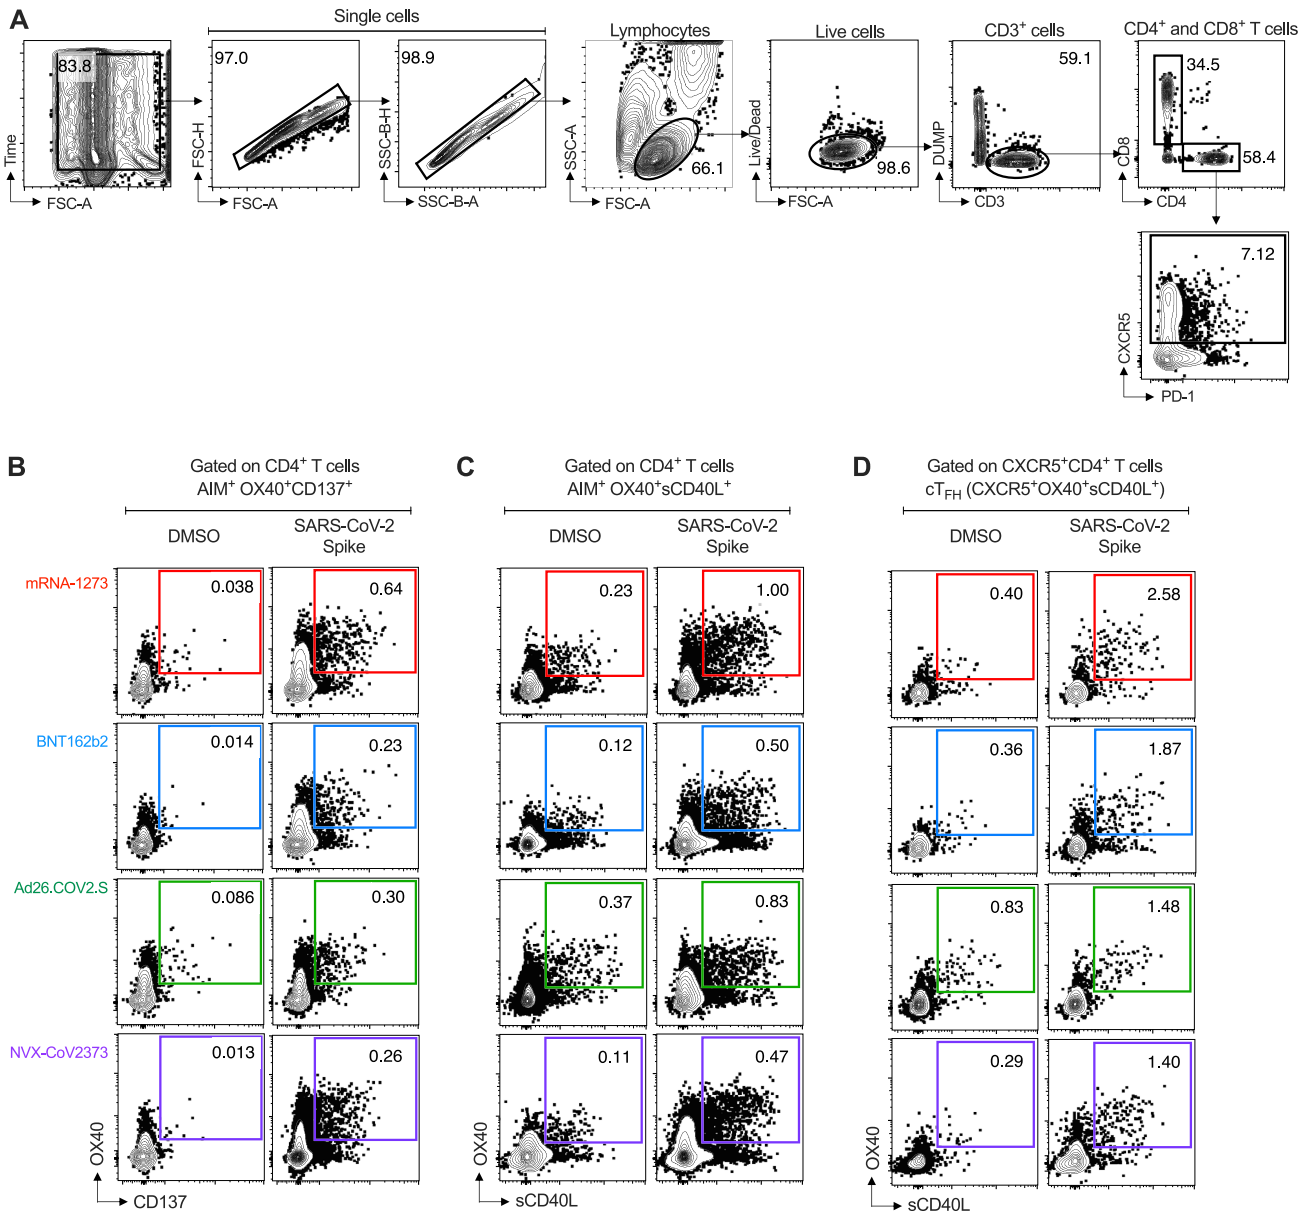 A
Single cells
Lymphocytes
Live cells
CD3+ cells
CD4+ and CD8+ T cells
83.8
97.0
98.9
66.1
98.6
59.1
34.5
58.4
Time
FSC-A
FSC-H
FSC-A
SSC-B-H
SSC-B-A
SSC-A
FSC-A
Live/Dead
FSC-A
DUMP
CD3
CD8
CD4
7.12
CXCR5
PD-1
B
Gated on CD4+ T cells
AIM+ OX40+CD137+
DMSO
SARS-CoV-2
Spike
C
Gated on CD4+ T cells
AIM+ OX40+sCD40L+
DMSO
SARS-CoV-2
Spike
D
Gated on CXCR5+CD4+ T cells
cTFH (CXCR5+OX40+sCD40L+)
DMSO
SARS-CoV-2
Spike
mRNA-1273
0.038
0.64
0.23
1.00
0.40
2.58
BNT162b2
0.014
0.23
0.12
0.50
0.36
1.87
Ad26.COV2.S
0.086
0.30
0.37
0.83
0.83
1.48
NVX-CoV2373
0.013
0.26
0.11
0.47
0.29
1.40
OX40
CD137
OX40
sCD40L
OX40
sCD40L